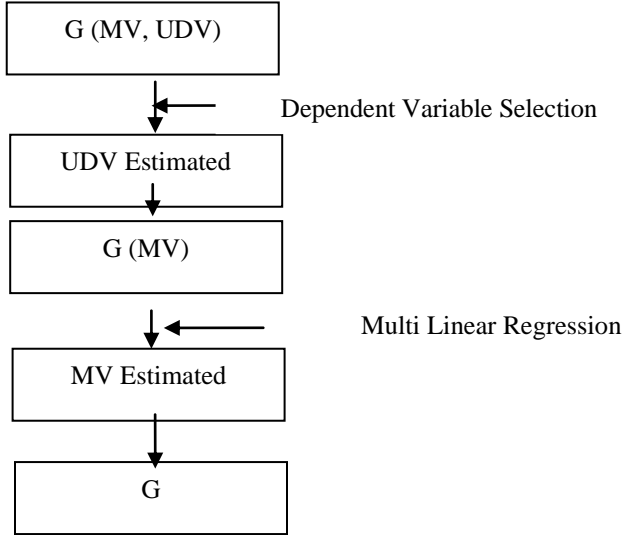 G (MV, UDV)
Dependent Variable Selection
UDV Estimated
G (MV)
Multi Linear Regression
MV Estimated
G